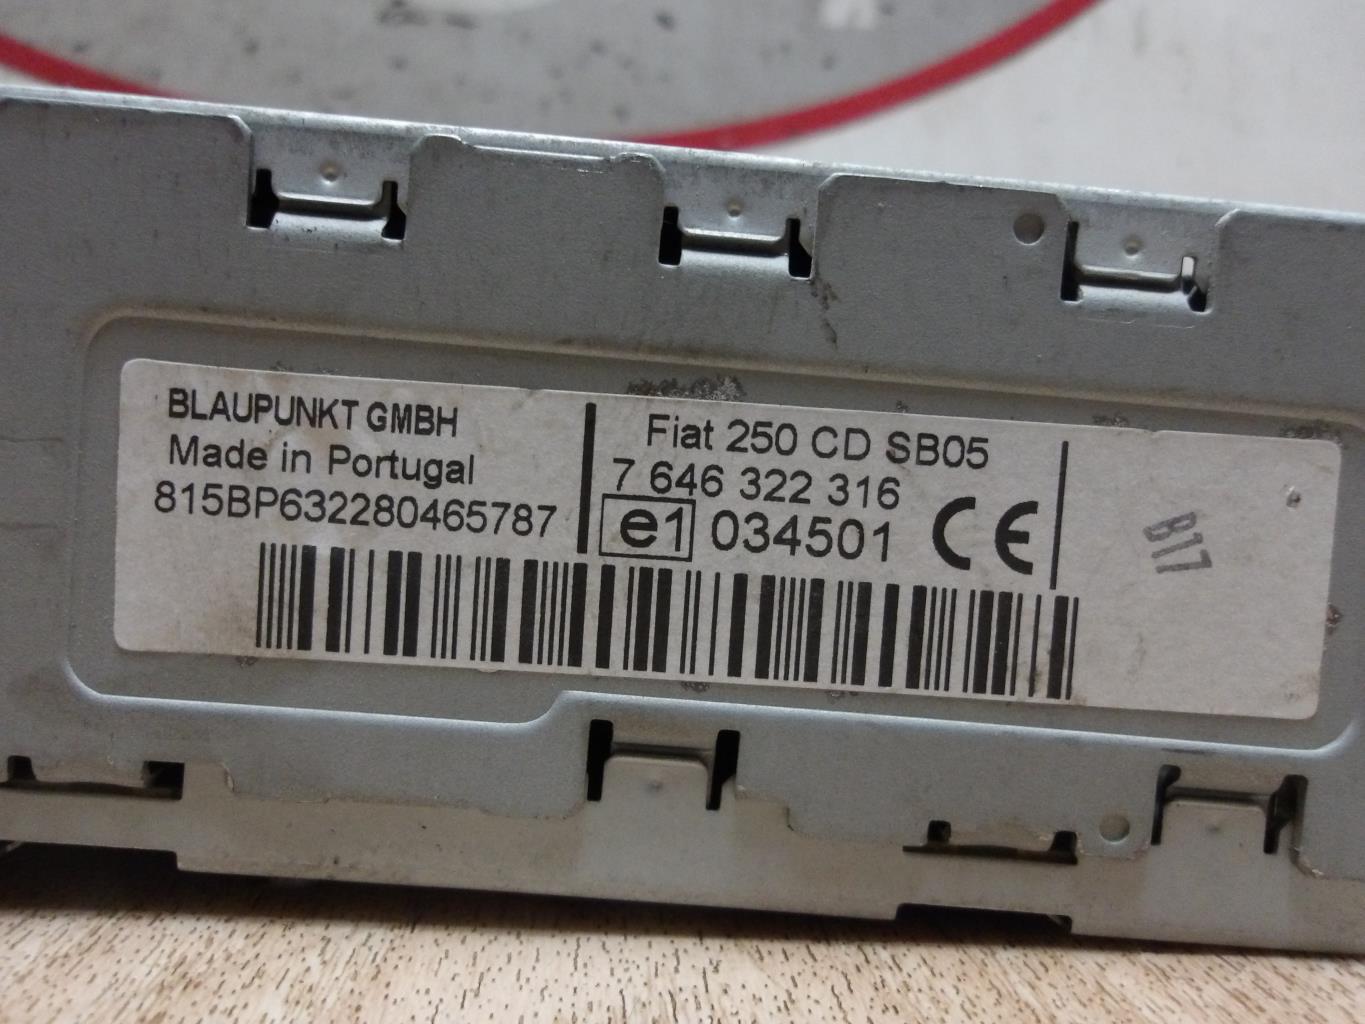 BLAUPUNKT GMBH
Made in Portugal
815BP632280465787
Fiat 250 CD SB05
7 646 322 316
e1 034501 CE
B17